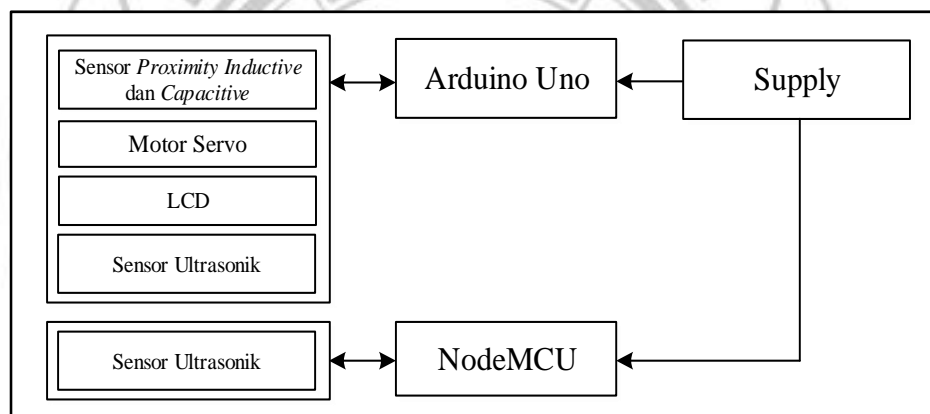 Sensor Proximity Inductive
dan Capacitive
Motor Servo
LCD
Sensor Ultrasonik
Arduino Uno
Supply
Sensor Ultrasonik
NodeMCU